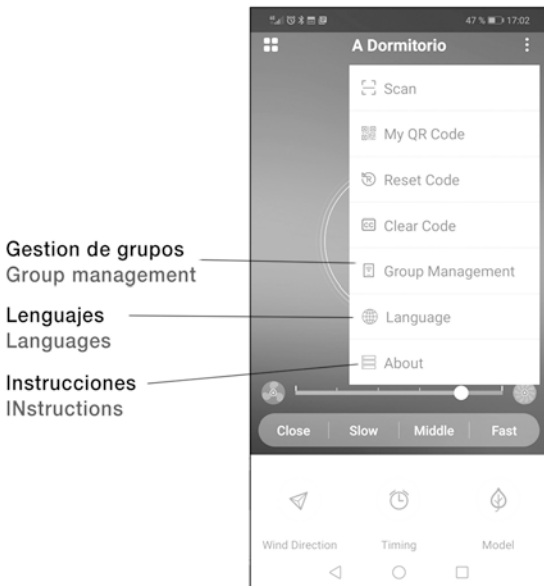 47 % 17:02
A Dormitorio
Scan
My QR Code
Reset Code
CC Clear Code
Group Management
Language
About
Gestion de grupos
Group management
Lenguajes
Languages
Instrucciones
INstructions
Close Slow Middle Fast
Wind Direction Timing Model